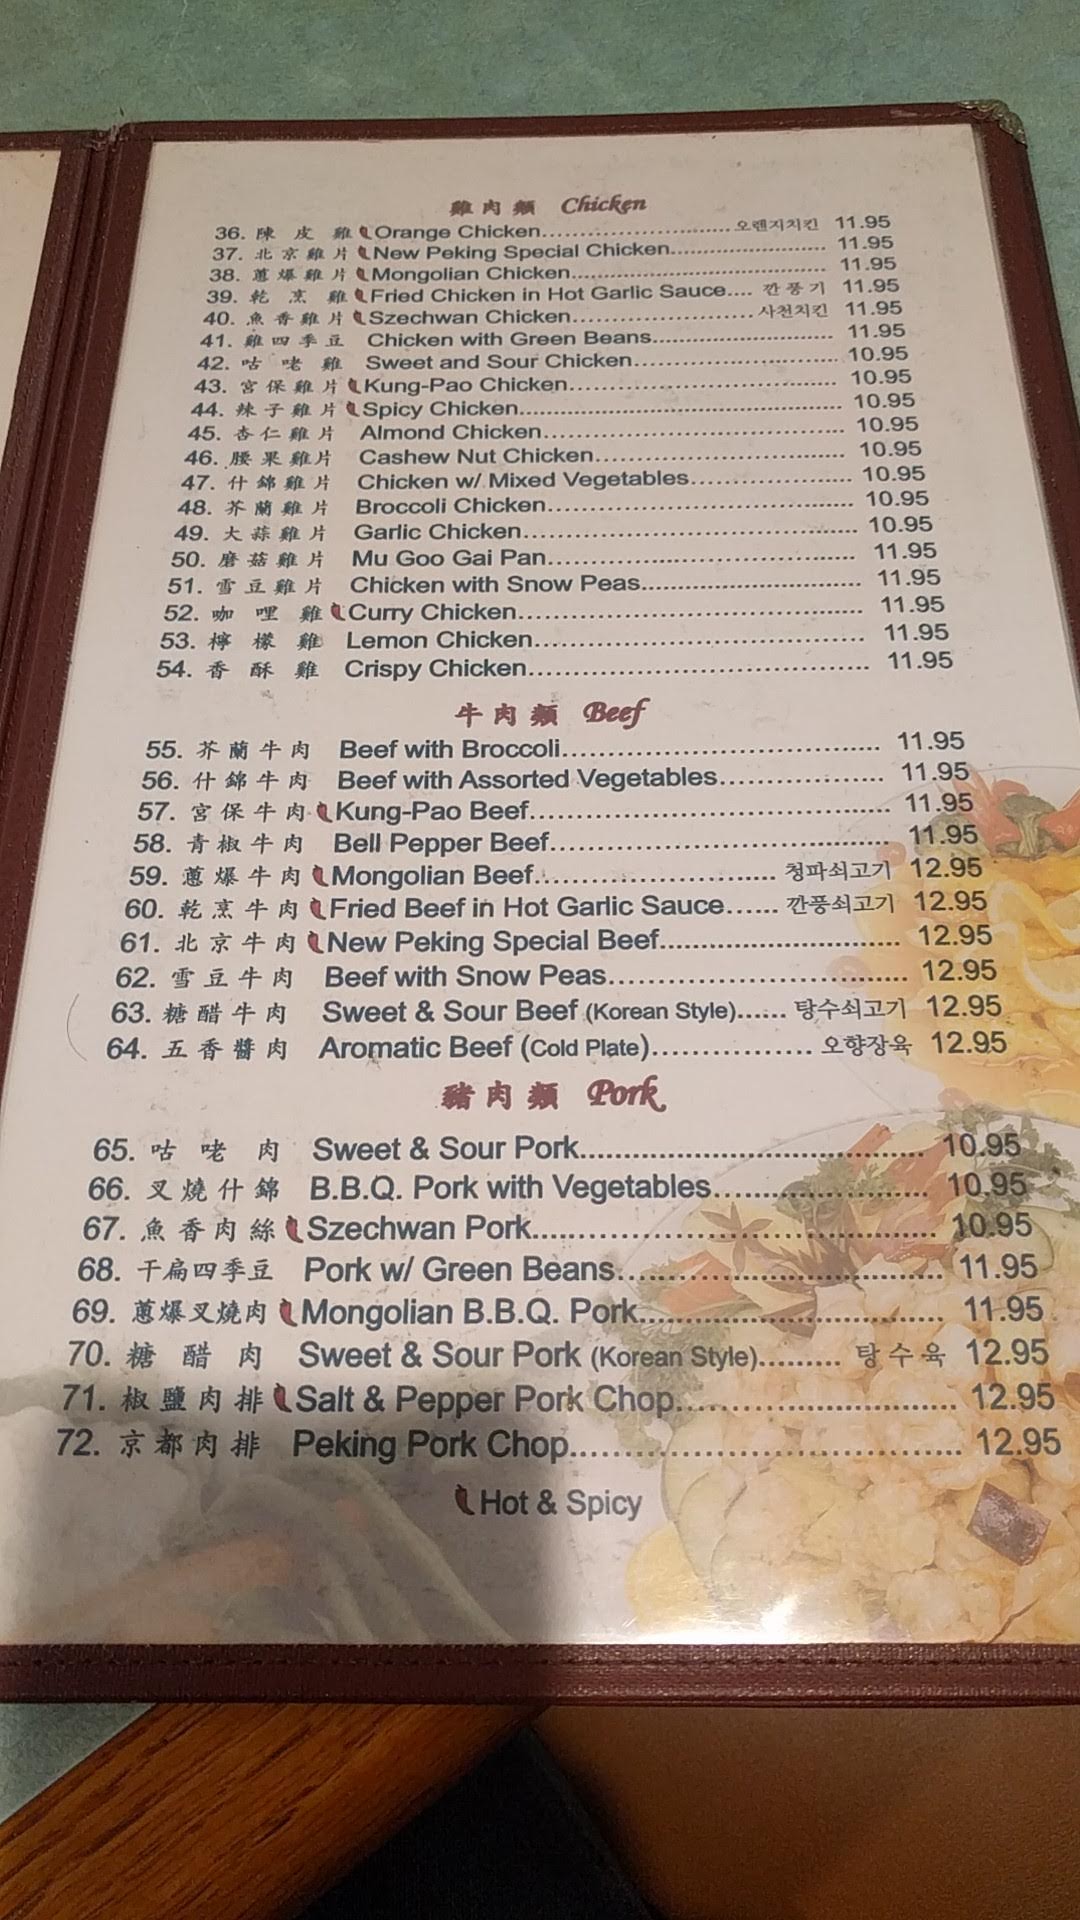 雞肉類 Chicken
36. 陳皮雞 Orange Chicken.............................. 오렌지치킨 11.95
37. 北京雞片 New Peking Special Chicken......................... 11.95
38. 蔥爆雞片 Mongolian Chicken......................................... 11.95
39. 乾烹雞 Fried Chicken in Hot Garlic Sauce.... 깐풍기 11.95
40. 魚香雞片 Szechwan Chicken............................. 사천치킨 11.95
41. 雞四季豆 Chicken with Green Beans............................. 11.95
42. 咕咾雞 Sweet and Sour Chicken.................................. 10.95
43. 宮保雞片 Kung-Pao Chicken........................................... 10.95
44. 辣子雞片 Spicy Chicken.................................................... 10.95
45. 杏仁雞片 Almond Chicken................................................ 10.95
46. 腰果雞片 Cashew Nut Chicken....................................... 10.95
47. 什錦雞片 Chicken w/ Mixed Vegetables......................... 10.95
48. 芥蘭雞片 Broccoli Chicken............................................... 10.95
49. 大蒜雞片 Garlic Chicken................................................... 10.95
50. 磨菇雞片 Mu Goo Gai Pan............................................... 11.95
51. 雪豆雞片 Chicken with Snow Peas.................................. 11.95
52. 咖哩雞 Curry Chicken.................................................... 11.95
53. 檸檬雞 Lemon Chicken.................................................. 11.95
54. 香酥雞 Crispy Chicken................................................... 11.95
牛肉類 Beef
55. 芥蘭牛肉 Beef with Broccoli............................................. 11.95
56. 什錦牛肉 Beef with Assorted Vegetables....................... 11.95
57. 宮保牛肉 Kung-Pao Beef................................................. 11.95
58. 青椒牛肉 Bell Pepper Beef.............................................. 11.95
59. 蔥爆牛肉 Mongolian Beef.............................. 청파쇠고기 12.95
60. 乾烹牛肉 Fried Beef in Hot Garlic Sauce...... 깐풍쇠고기 12.95
61. 北京牛肉 New Peking Special Beef................................ 12.95
62. 雪豆牛肉 Beef with Snow Peas...................................... 12.95
63. 糖醋牛肉 Sweet & Sour Beef (Korean Style)...... 탕수쇠고기 12.95
64. 五香醬肉 Aromatic Beef (Cold Plate)................ 오향장육 12.95
豬肉類 Pork
65. 咕咾肉 Sweet & Sour Pork............................................. 10.95
66. 叉燒什錦 B.B.Q. Pork with Vegetables........................... 10.95
67. 魚香肉絲 Szechwan Pork................................................ 10.95
68. 干扁四季豆 Pork w/ Green Beans..................................... 11.95
69. 蔥爆叉燒肉 Mongolian B.B.Q. Pork................................... 11.95
70. 糖醋肉 Sweet & Sour Pork (Korean Style)......... 탕수육 12.95
71. 椒鹽肉排 Salt & Pepper Pork Chop.............................. 12.95
72. 京都肉排 Peking Pork Chop.......................................... 12.95
Hot & Spicy